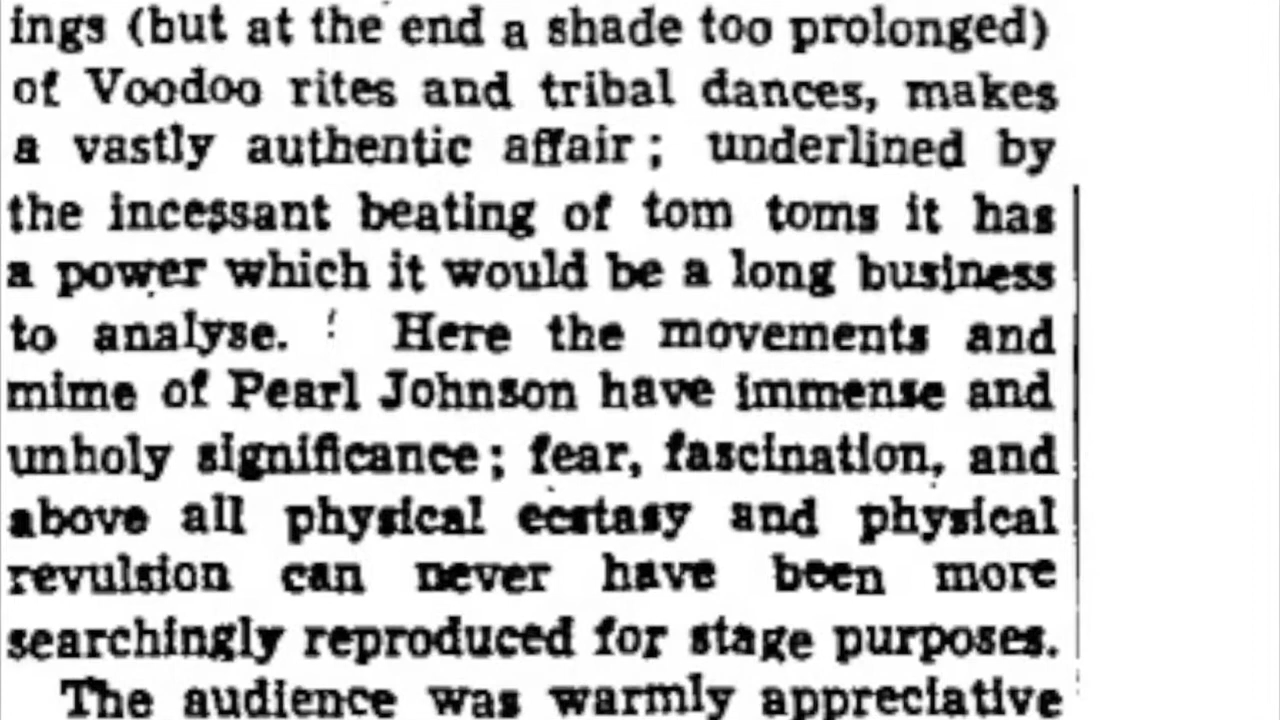 ings (but at the end a shade too prolonged)
of Voodoo rites and tribal dances, makes
a vastly authentic affair; underlined by
the incessant beating of tom toms it has
a power which it would be a long business
to analyse. Here the movements and
mime of Pearl Johnson have immense and
unholy significance; fear, fascination, and
above all physical ecstasy and physical
revulsion can never have been more
searchingly reproduced for stage purposes.
The audience was warmly appreciative